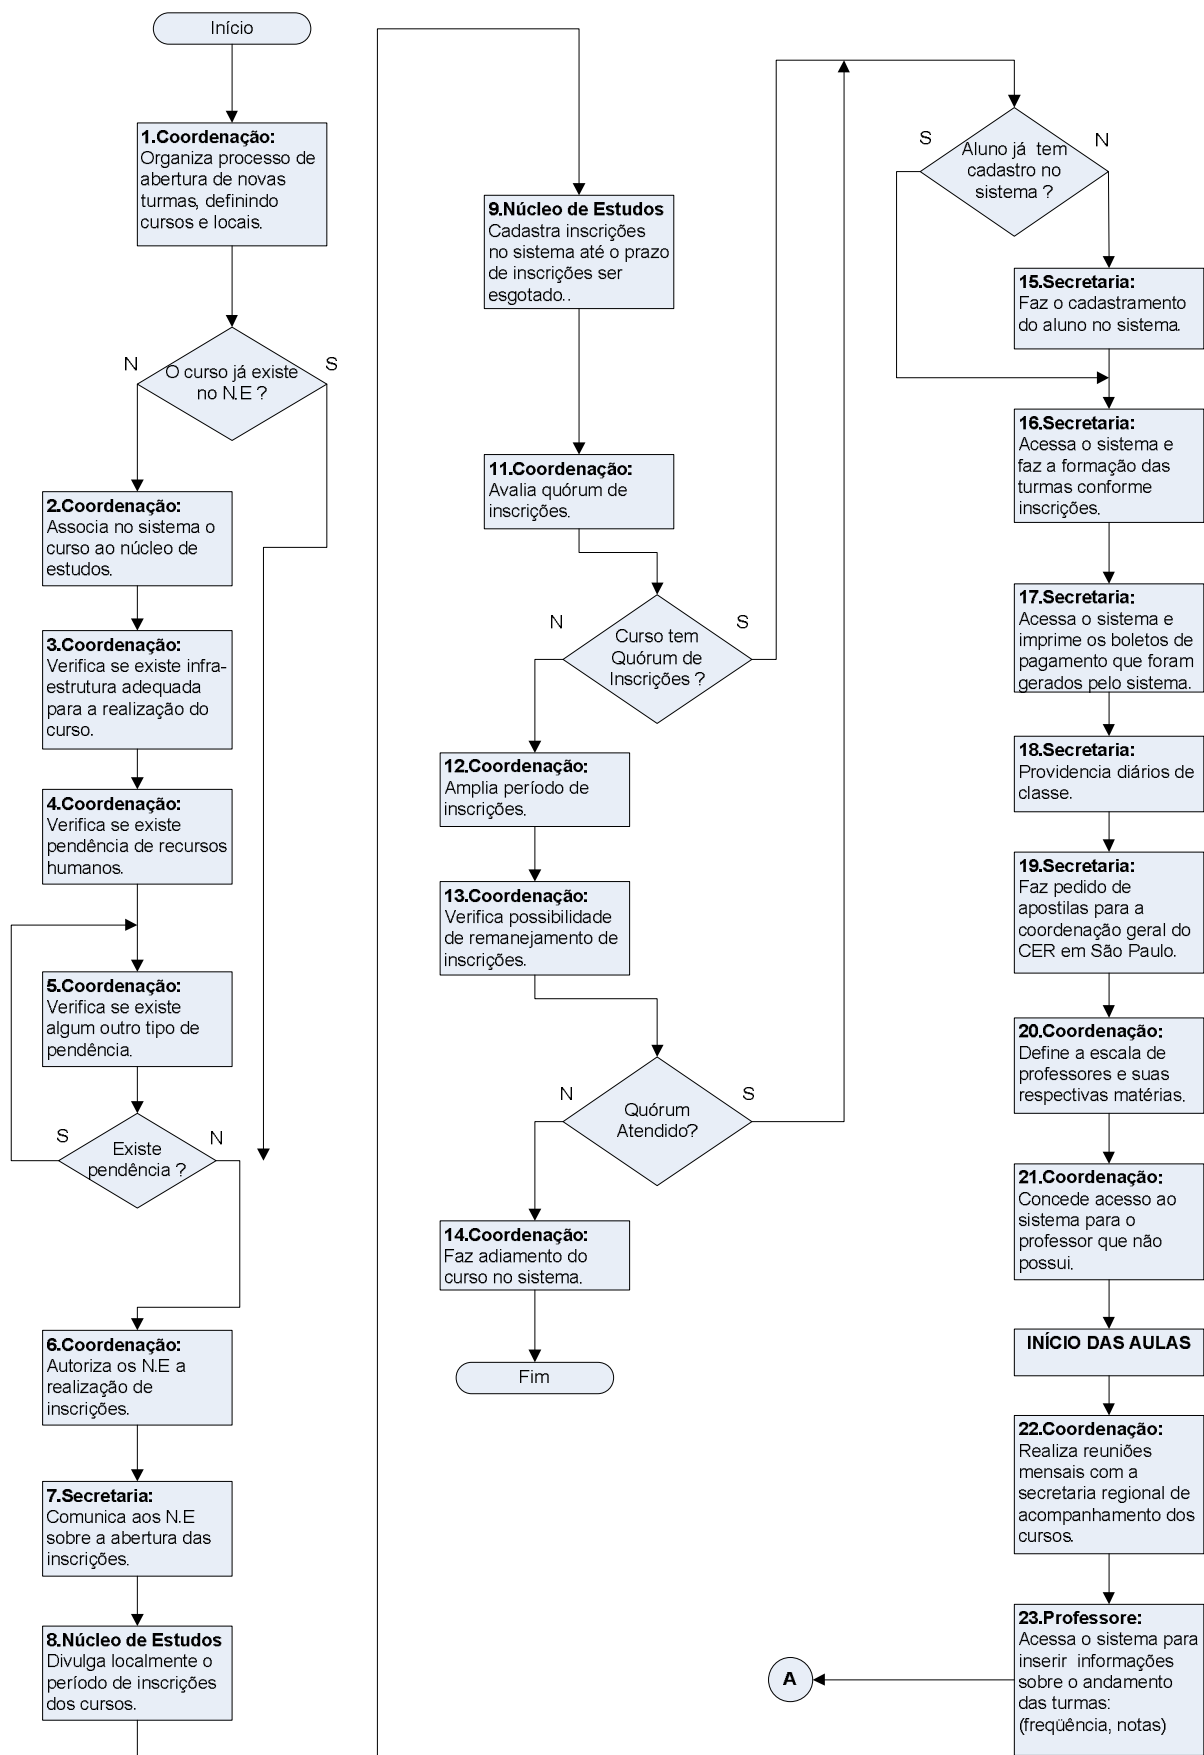 Início
1.Coordenação:
Organiza processo de
abertura de novas
turmas, definindo
cursos e locais.
O curso já existe
no N.E ?
N
S
2.Coordenação:
Associa no sistema o
curso ao núcleo de
estudos.
3.Coordenação:
Verifica se existe infra-
estrutura adequada
para a realização do
curso.
4.Coordenação:
Verifica se existe
pendência de recursos
humanos.
5.Coordenação:
Verifica se existe
algum outro tipo de
pendência.
S
N
Existe
pendência ?
6.Coordenação:
Autoriza os N.E a
realização de
inscrições.
7.Secretaria:
Comunica aos N.E
sobre a abertura das
inscrições.
8.Núcleo de Estudos
Divulga localmente o
período de inscrições
dos cursos.
9.Núcleo de Estudos
Cadastra inscrições
no sistema até o prazo
de inscrições ser
esgotado..
11.Coordenação:
Avalia quórum de
inscrições.
N
S
Curso tem
Quórum de
Inscrições ?
12.Coordenação:
Amplia período de
inscrições.
13.Coordenação:
Verifica possibilidade
de remanejamento de
inscrições.
N
S
Quórum
Atendido?
14.Coordenação:
Faz adiamento do
curso no sistema.
Fim
S
N
Aluno já tem
cadastro no
sistema ?
15.Secretaria:
Faz o cadastramento
do aluno no sistema.
16.Secretaria:
Acessa o sistema e
faz a formação das
turmas conforme
inscrições.
17.Secretaria:
Acessa o sistema e
imprime os boletos de
pagamento que foram
gerados pelo sistema.
18.Secretaria:
Providencia diários de
classe.
19.Secretaria:
Faz pedido de
apostilas para a
coordenação geral do
CER em São Paulo.
20.Coordenação:
Define a escala de
professores e suas
respectivas matérias.
21.Coordenação:
Concede acesso ao
sistema para o
professor que não
possui.
INÍCIO DAS AULAS
22.Coordenação:
Realiza reuniões
mensais com a
secretaria regional de
acompanhamento dos
cursos.
23.Professore:
Acessa o sistema para
inserir informações
sobre o andamento
das turmas:
(freqüência, notas)
A